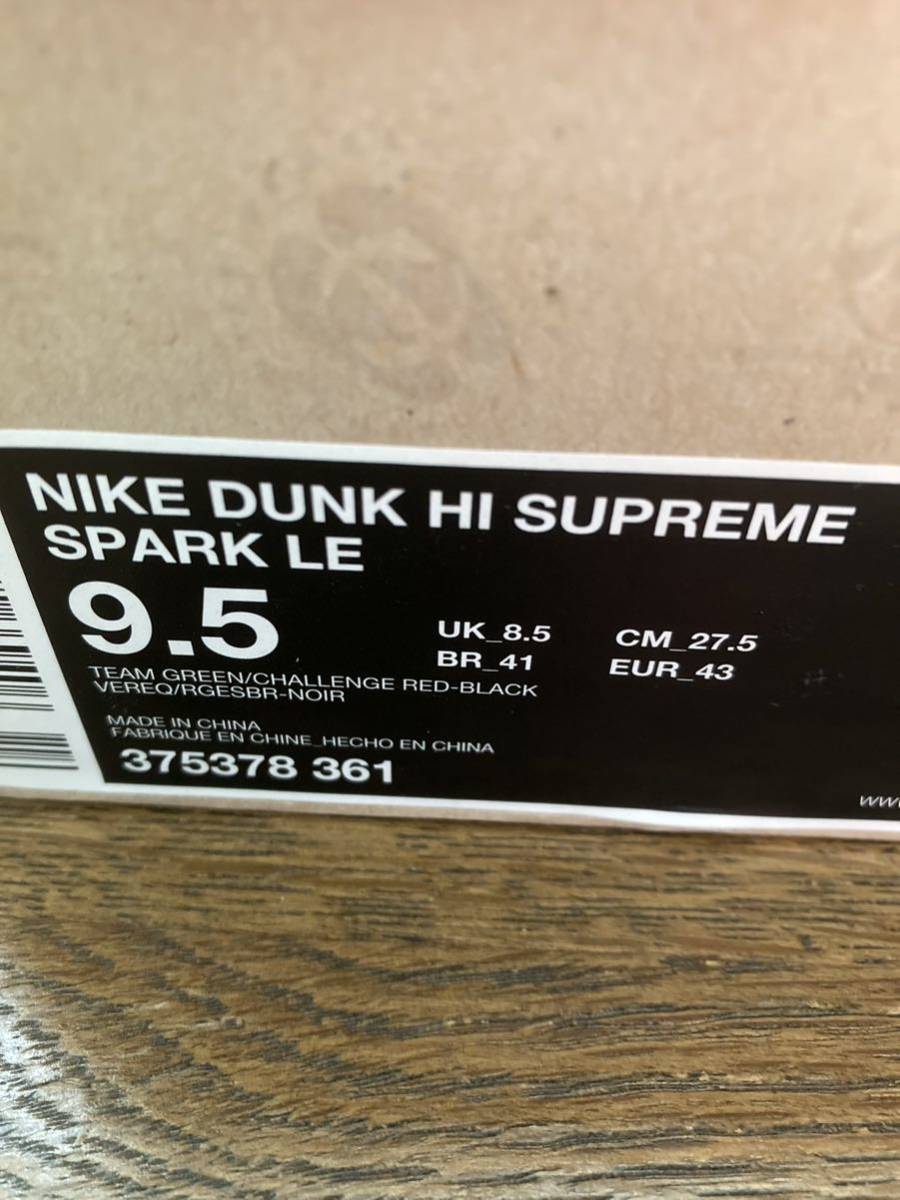 NIKE DUNK HI SUPREME
SPARK LE
9.5
UK_8.5 CM_27.5
BR_41 EUR_43
TEAM GREEN/CHALLENGE RED-BLACK
VEREQ/RGESBR-NOIR
MADE IN CHINA
FABRIQUE EN CHINE_HECHO EN CHINA
375378 361